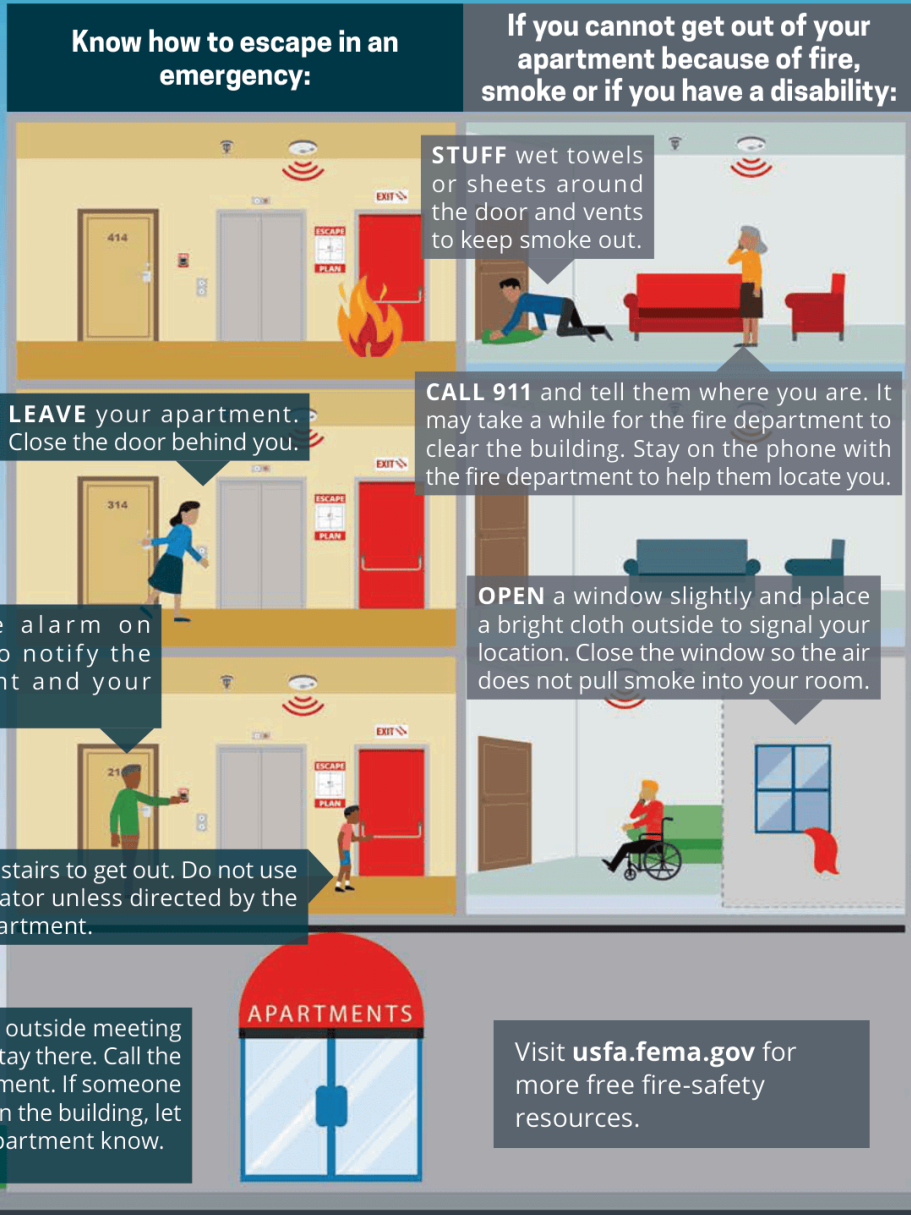 Know how to escape in an
emergency:
If you cannot get out of your
apartment because of fire,
smoke or if you have a disability:
STUFF wet towels
or sheets around
the door and vents
to keep smoke out.
EXIT
414
ESCAPE
PLAN
CALL 911 and tell them where you are. It
may take a while for the fire department to
clear the building. Stay on the phone with
the fire department to help them locate you.
LEAVE your apartment.
Close the door behind you.
EXIT
314
ESCAPE
PLAN
OPEN a window slightly and place
a bright cloth outside to signal your
location. Close the window so the air
does not pull smoke into your room.
alarm on
notify the
and your
EXIT
21
ESCAPE
PLAN
stairs to get out. Do not use
unless directed by the
APARTMENTS
outside meeting
there. Call the
If someone
the building, let
know.
Visit usfa.fema.gov for
more free fire-safety
resources.